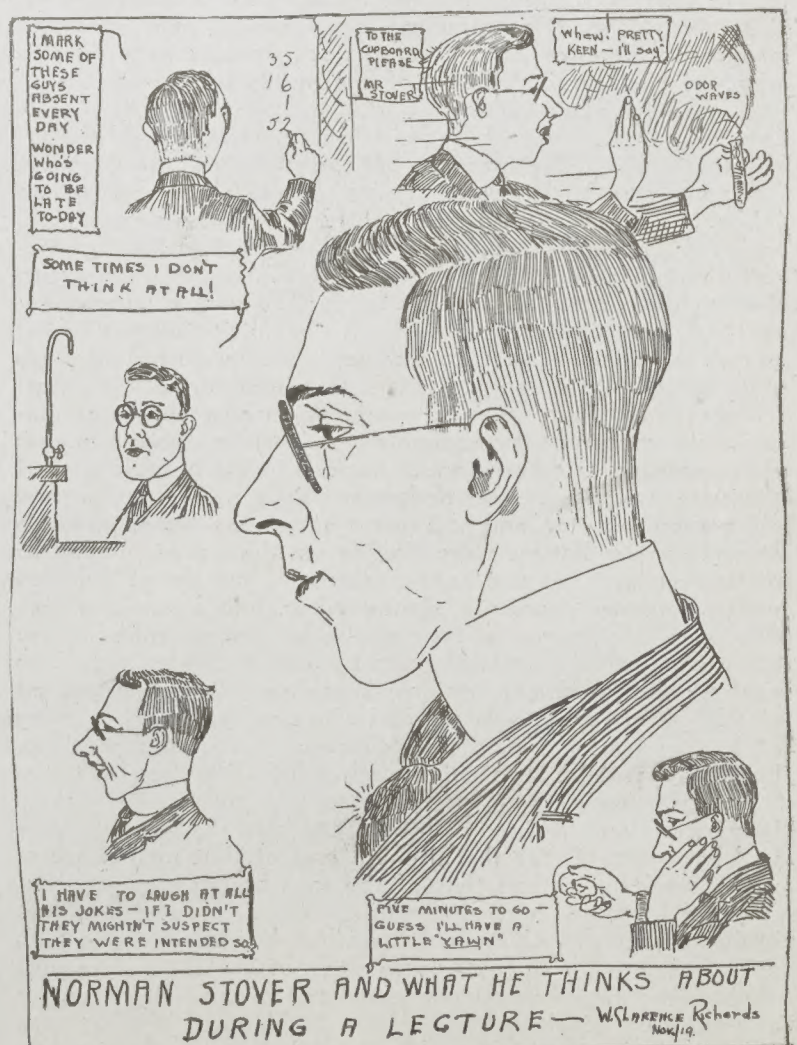 I MARK
SOME OF
THESE
GUYS
ABSENT
EVERY
DAY
WONDER
WHO'S
GOING
TO BE
LATE
TO-DAY
35
16
1
52
TO THE
CUPBOARD
PLEASE
MR
STOVER
Whew! PRETTY
KEEN — I'll say"
ODOR
WAVES
SOME TIMES I DON'T
THINK AT ALL!
I HAVE TO LAUGH AT ALL
HIS JOKES — IF I DIDN'T
THEY MIGHTN'T SUSPECT
THEY WERE INTENDED SO.
FIVE MINUTES TO GO —
GUESS I'LL HAVE A
LITTLE "YAWN"
NORMAN STOVER AND WHAT HE THINKS ABOUT
DURING A LECTURE — W. CLARENCE Richards
Nov/19.